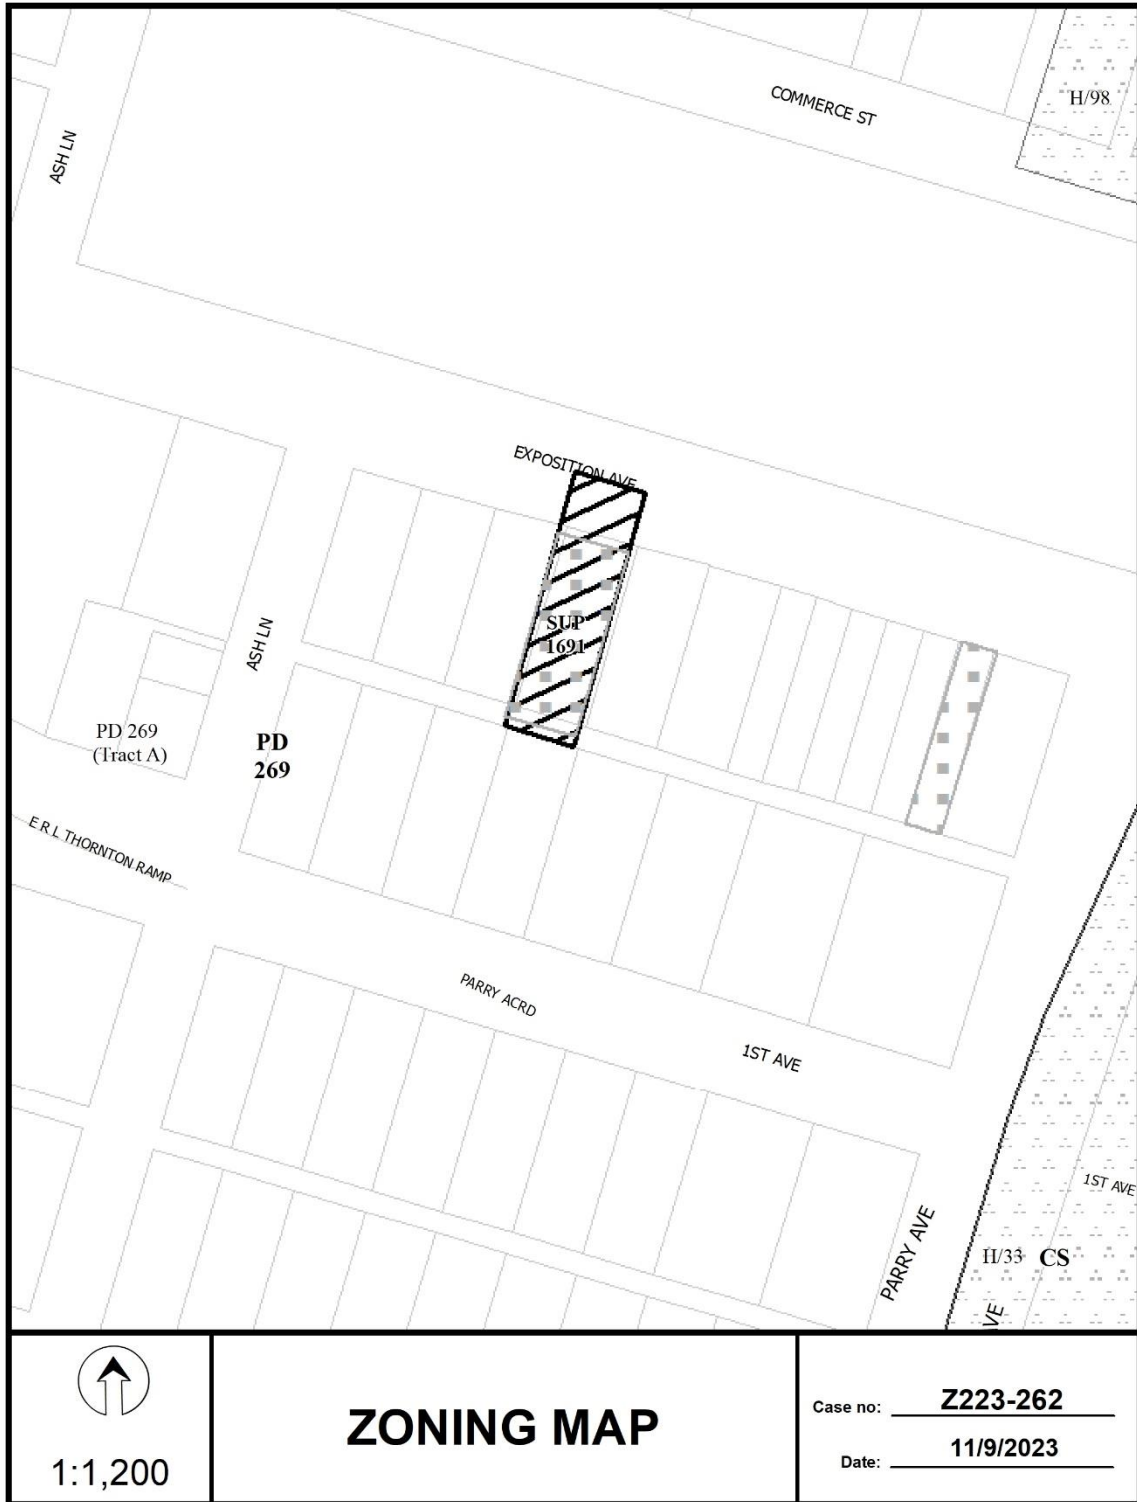 COMMERCE ST
H/98
ASH LN
EXPOSITION AVE
SUP
1691
ASH LN
PD 269
(Tract A)
PD
269
E R L THORNTON RAMP
PARRY ACRD
1ST AVE
1ST AVE
PARRY AVE
H/33 CS
AVE
1:1,200
ZONING MAP
Case no: Z223-262
Date: 11/9/2023